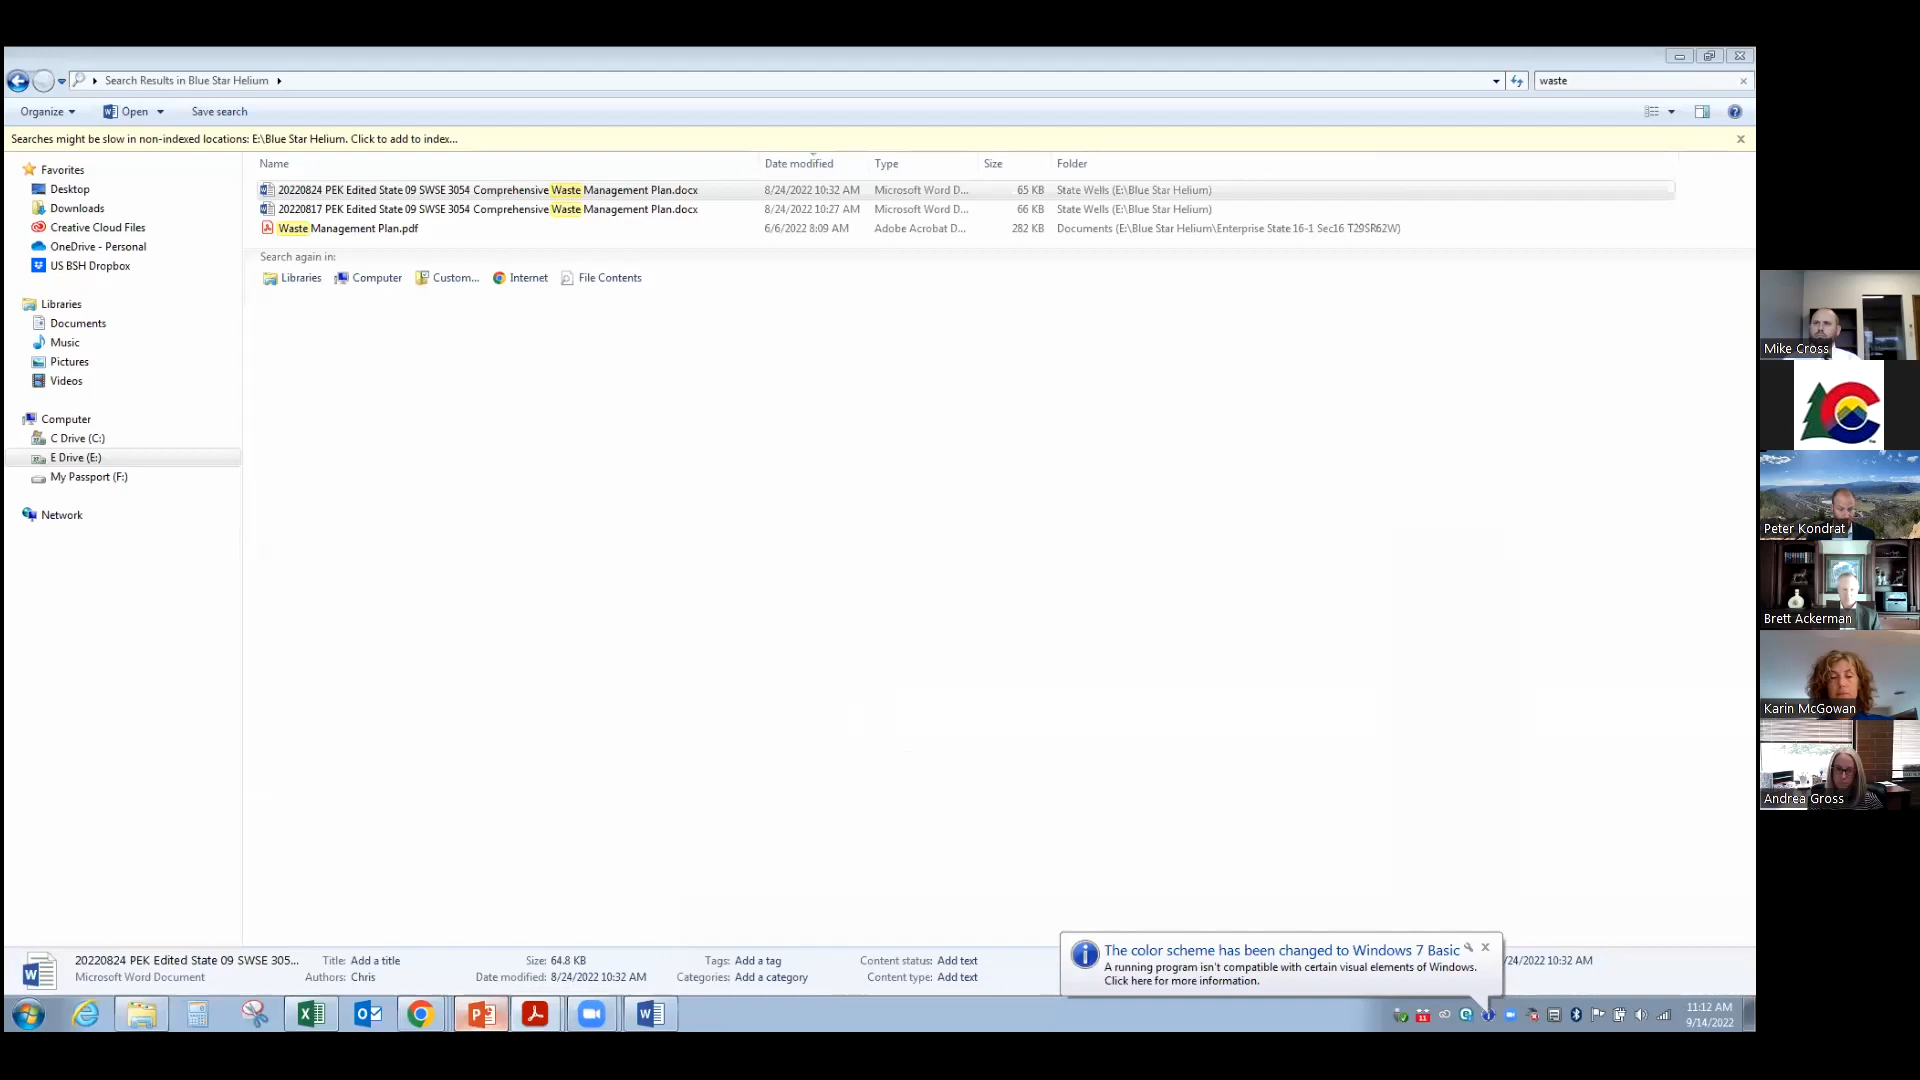 Search Results in Blue Star Helium
waste
Organize
Open
Save search
Searches might be slow in non-indexed locations: E:\Blue Star Helium. Click to add to index...
Name Date modified Type Size Folder
20220824 PEK Edited State 09 SWSE 3054 Comprehensive Waste Management Plan.docx 8/24/2022 10:32 AM Microsoft Word D... 65 KB State Wells (E:\Blue Star Helium)
20220817 PEK Edited State 09 SWSE 3054 Comprehensive Waste Management Plan.docx 8/24/2022 10:27 AM Microsoft Word D... 66 KB State Wells (E:\Blue Star Helium)
Waste Management Plan.pdf 6/6/2022 8:09 AM Adobe Acrobat D... 282 KB Documents (E:\Blue Star Helium\Enterprise State 16-1 Sec16 T29SR62W)
Search again in:
Libraries Computer Custom... Internet File Contents
Favorites
Desktop
Downloads
Creative Cloud Files
OneDrive - Personal
US BSH Dropbox
Libraries
Documents
Music
Pictures
Videos
Computer
C Drive (C:)
E Drive (E:)
My Passport (F:)
Network
Mike Cross
Peter Kondrat
Brett Ackerman
Karin McGowan
Andrea Gross
20220824 PEK Edited State 09 SWSE 305... Title: Add a title Size: 64.8 KB Tags: Add a tag Content status: Add text /24/2022 10:32 AM
Microsoft Word Document Authors: Chris Date modified: 8/24/2022 10:32 AM Categories: Add a category Content type: Add text
The color scheme has been changed to Windows 7 Basic
A running program isn't compatible with certain visual elements of Windows.
Click here for more information.
11:12 AM
9/14/2022